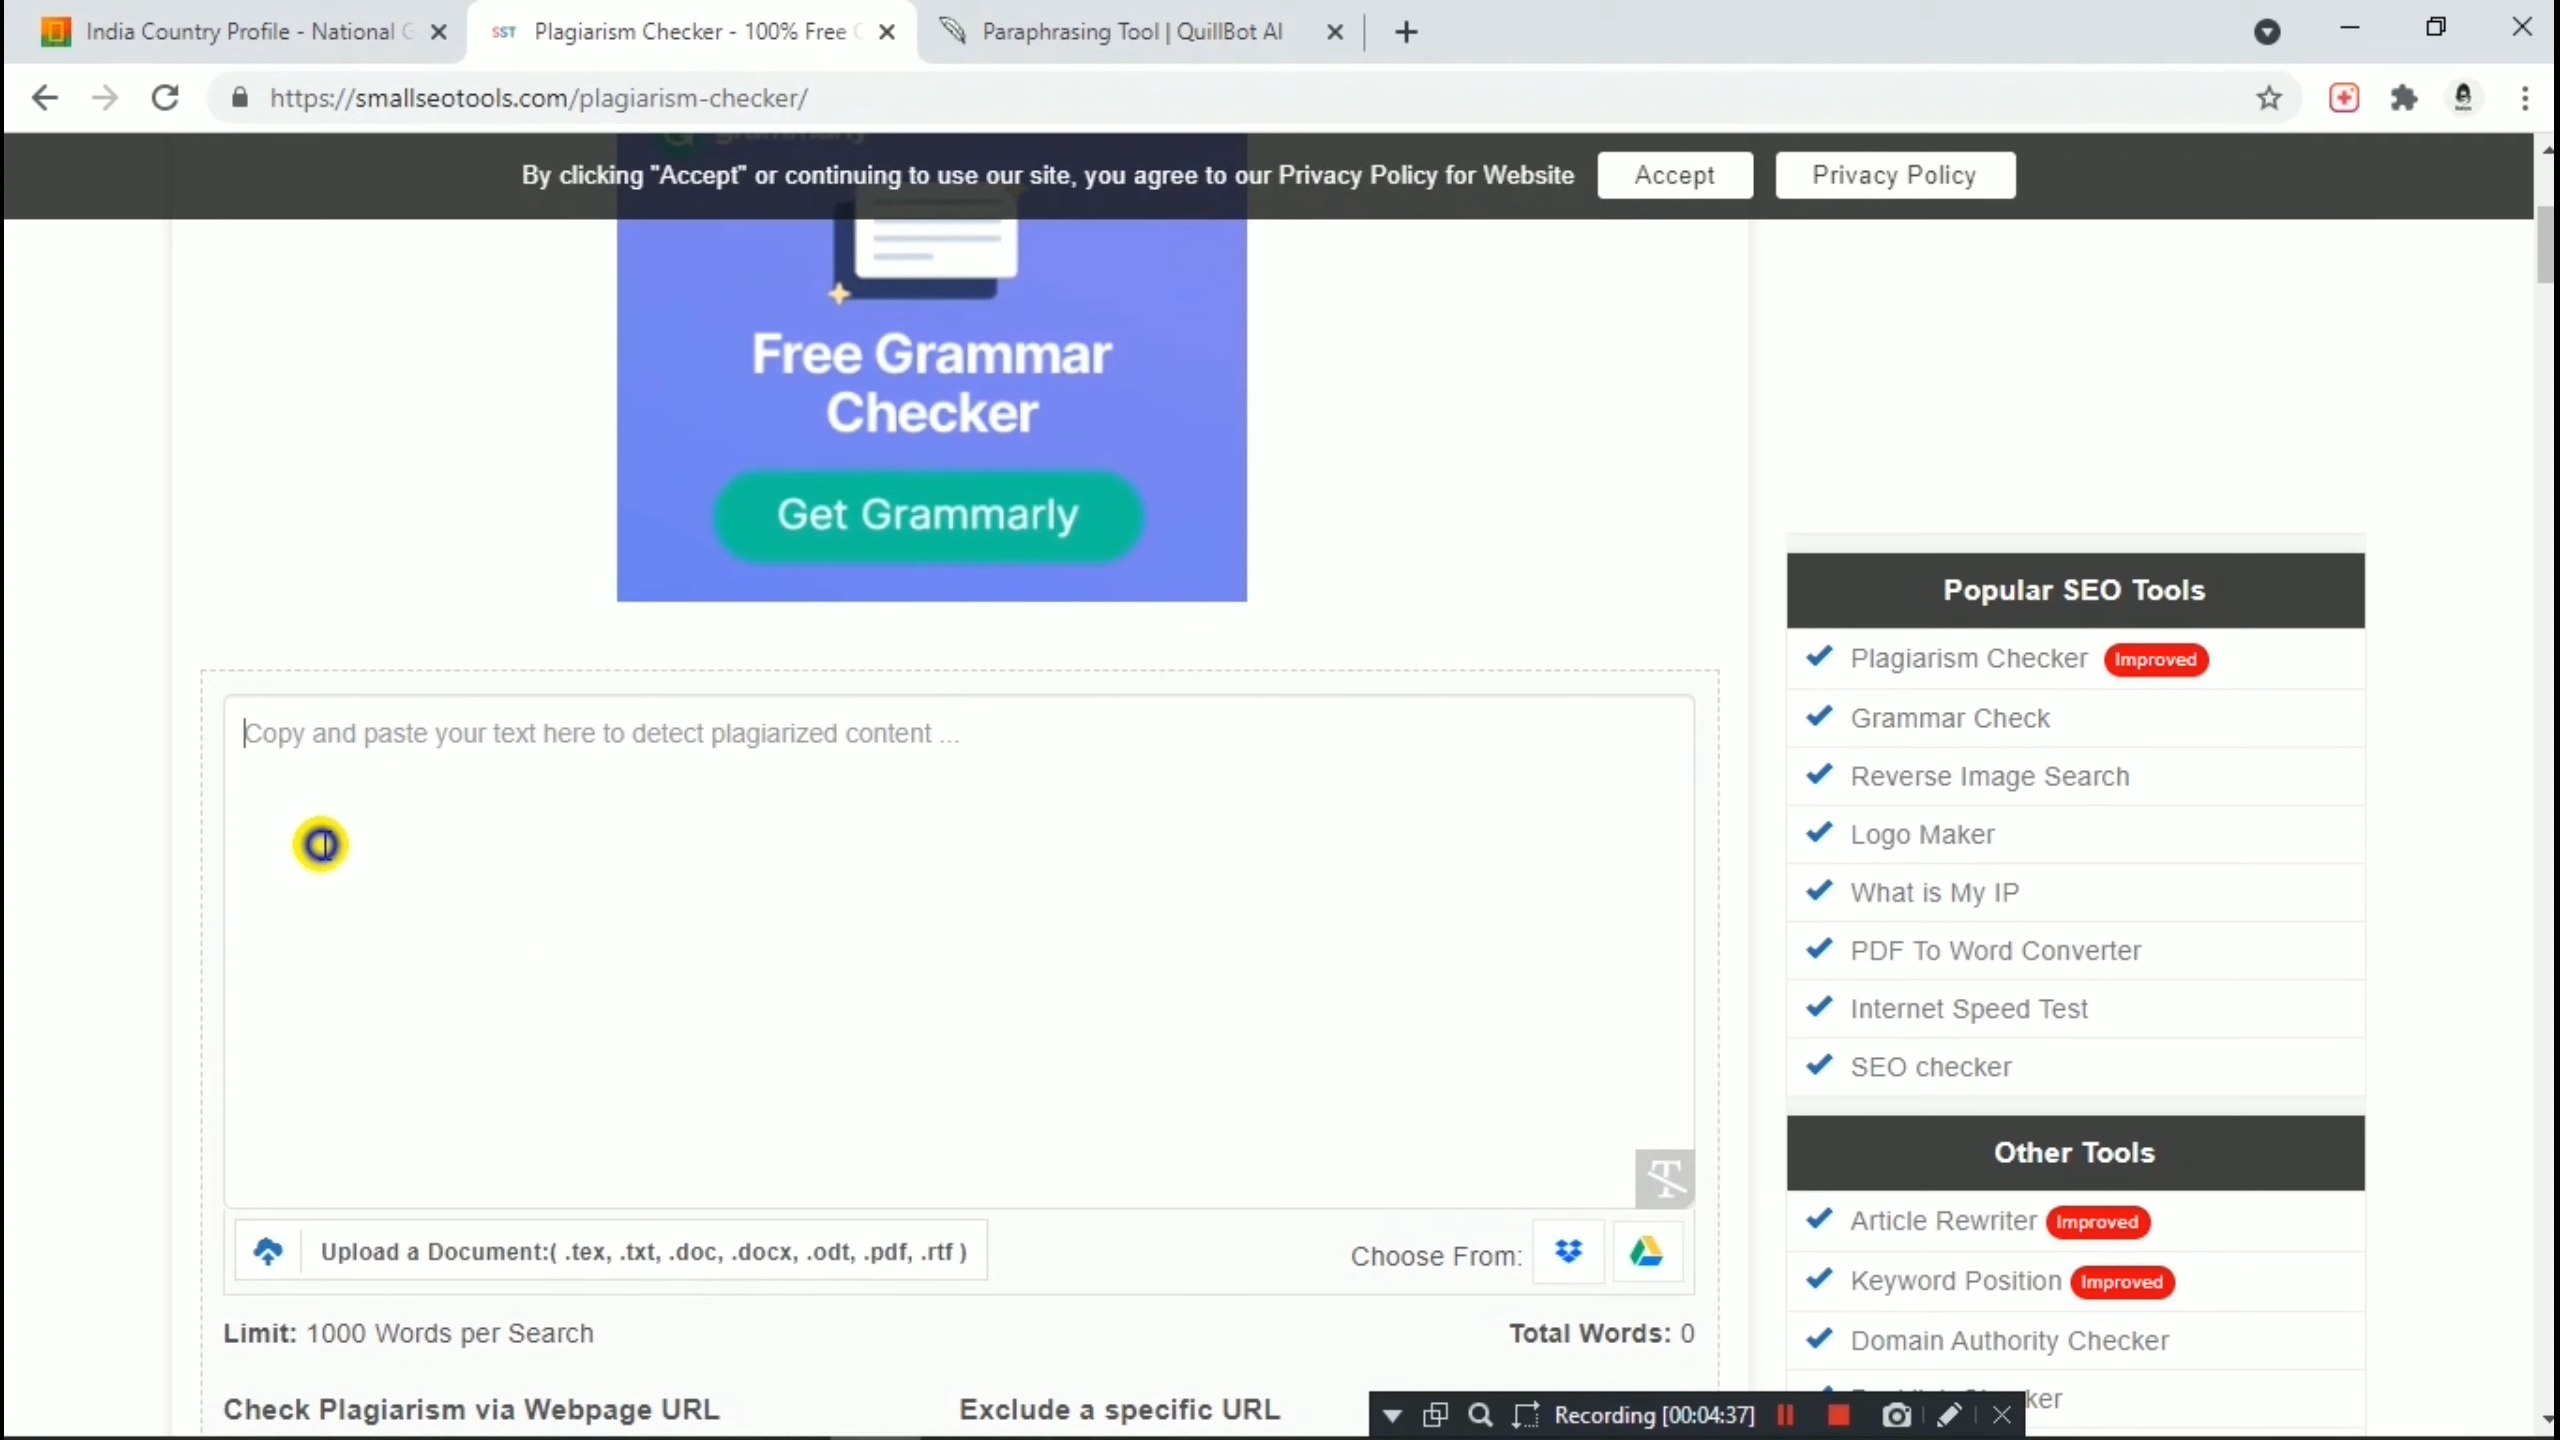 India Country Profile - National G
SST Plagiarism Checker - 100% Free
Paraphrasing Tool | QuillBot AI
https://smallseotools.com/plagiarism-checker/
By clicking "Accept" or continuing to use our site, you agree to our Privacy Policy for Website
Accept
Privacy Policy
Free Grammar
Checker
Get Grammarly
Copy and paste your text here to detect plagiarized content ...
Upload a Document:( .tex, .txt, .doc, .docx, .odt, .pdf, .rtf )
Choose From:
Limit: 1000 Words per Search
Total Words: 0
Check Plagiarism via Webpage URL
Exclude a specific URL
Popular SEO Tools
Plagiarism Checker Improved
Grammar Check
Reverse Image Search
Logo Maker
What is My IP
PDF To Word Converter
Internet Speed Test
SEO checker
Other Tools
Article Rewriter Improved
Keyword Position Improved
Domain Authority Checker
Recording [00:04:37]